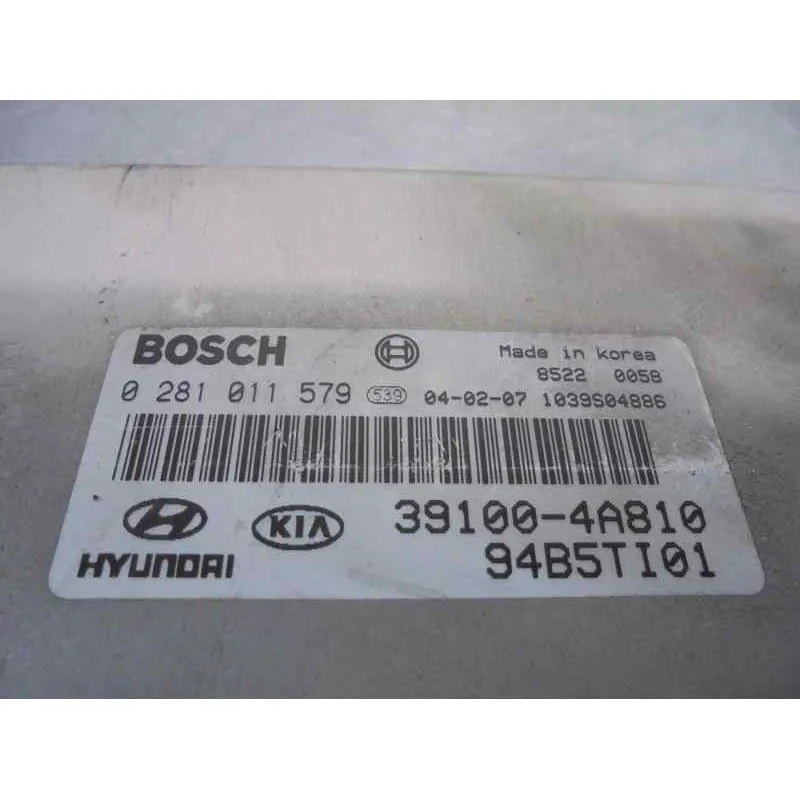 BOSCH Made in Korea
8522 0058
0 281 011 579 539 04-02-07 1039S04886
HYUNDAI KIA 39100-4A810
94B5TI01